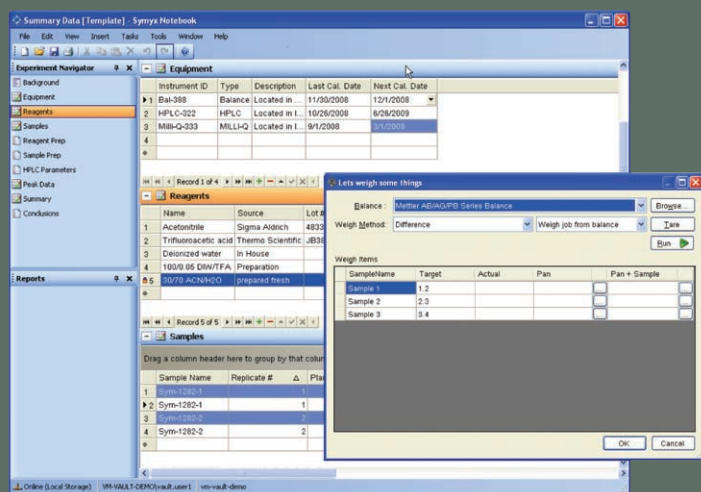 Summary Data [Template] - Symyx Notebook
File Edit View Insert Tasks Tools Window Help
Experiment Navigator
Background
Equipment
Reagents
Samples
Reagent Prep
Sample Prep
HPLC Parameters
Peak Data
Summary
Conclusions
Reports
Equipment
Instrument ID Type Description Last Cal. Date Next Cal. Date
1 Bal-388 Balance Located in ... 11/30/2008 12/1/2008
2 HPLC-322 HPLC Located in l... 10/26/2008 6/26/2009
3 Milli-Q-333 MILLI-Q Located in l... 9/1/2008 3/1/2009
4
Record 1 of 4
Reagents
Name Source Lot #
1 Acetonitrile Sigma Aldrich 4833
2 Trifluoroacetic acid Thermo Scientific JB38
3 Deionized water In House
4 100/0.05 DIW/TFA Preparation
5 30/70 ACN/H2O prepared fresh
Record 5 of 5
Samples
Drag a column header here to group by that colum
Sample Name Replicate # Pla
1 Sym-1282-1 1
2 Sym-1282-1 1
3 Sym-1282-2 2
4 Sym-1282-2 2
Lets weigh some things
Balance : Mettler AB/AG/PB Series Balance Browse...
Weigh Method: Difference Weigh job from balance Tare
Run
Weigh Items
SampleName Target Actual Pan Pan + Sample
Sample 1 1.2
Sample 2 2.3
Sample 3 3.4
OK Cancel
Online (Local Storage) VM-VAULT-DEMO\vault.user1 vm-vault-demo